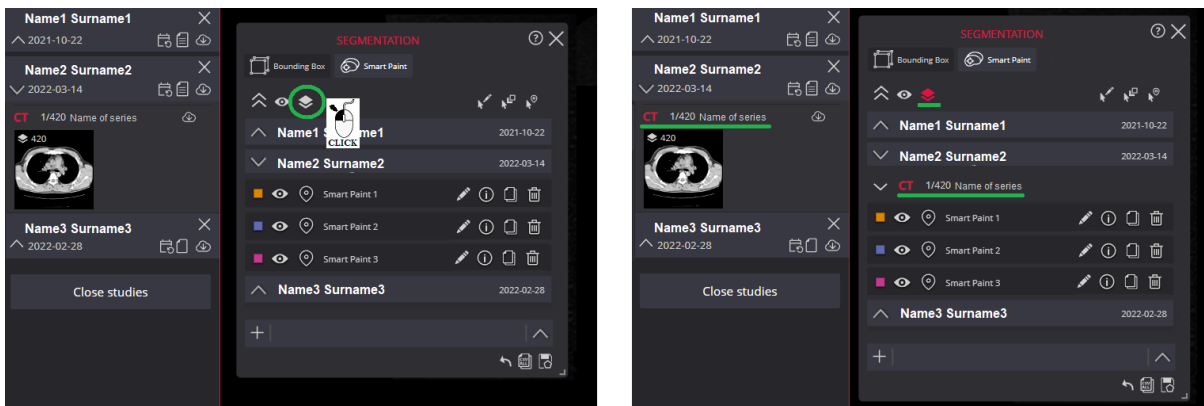 Name1 Surname1
2021-10-22
Name2 Surname2
2022-03-14
CT 1/420 Name of series
420
Name3 Surname3
2022-02-28
Close studies
SEGMENTATION
Bounding Box Smart Paint
CLICK
Name1 Surname1 2021-10-22
Name2 Surname2 2022-03-14
Smart Paint 1
Smart Paint 2
Smart Paint 3
Name3 Surname3 2022-02-28
Name1 Surname1
2021-10-22
Name2 Surname2
2022-03-14
CT 1/420 Name of series
420
Name3 Surname3
2022-02-28
Close studies
SEGMENTATION
Bounding Box Smart Paint
Name1 Surname1 2021-10-22
Name2 Surname2 2022-03-14
CT 1/420 Name of series
Smart Paint 1
Smart Paint 2
Smart Paint 3
Name3 Surname3 2022-02-28